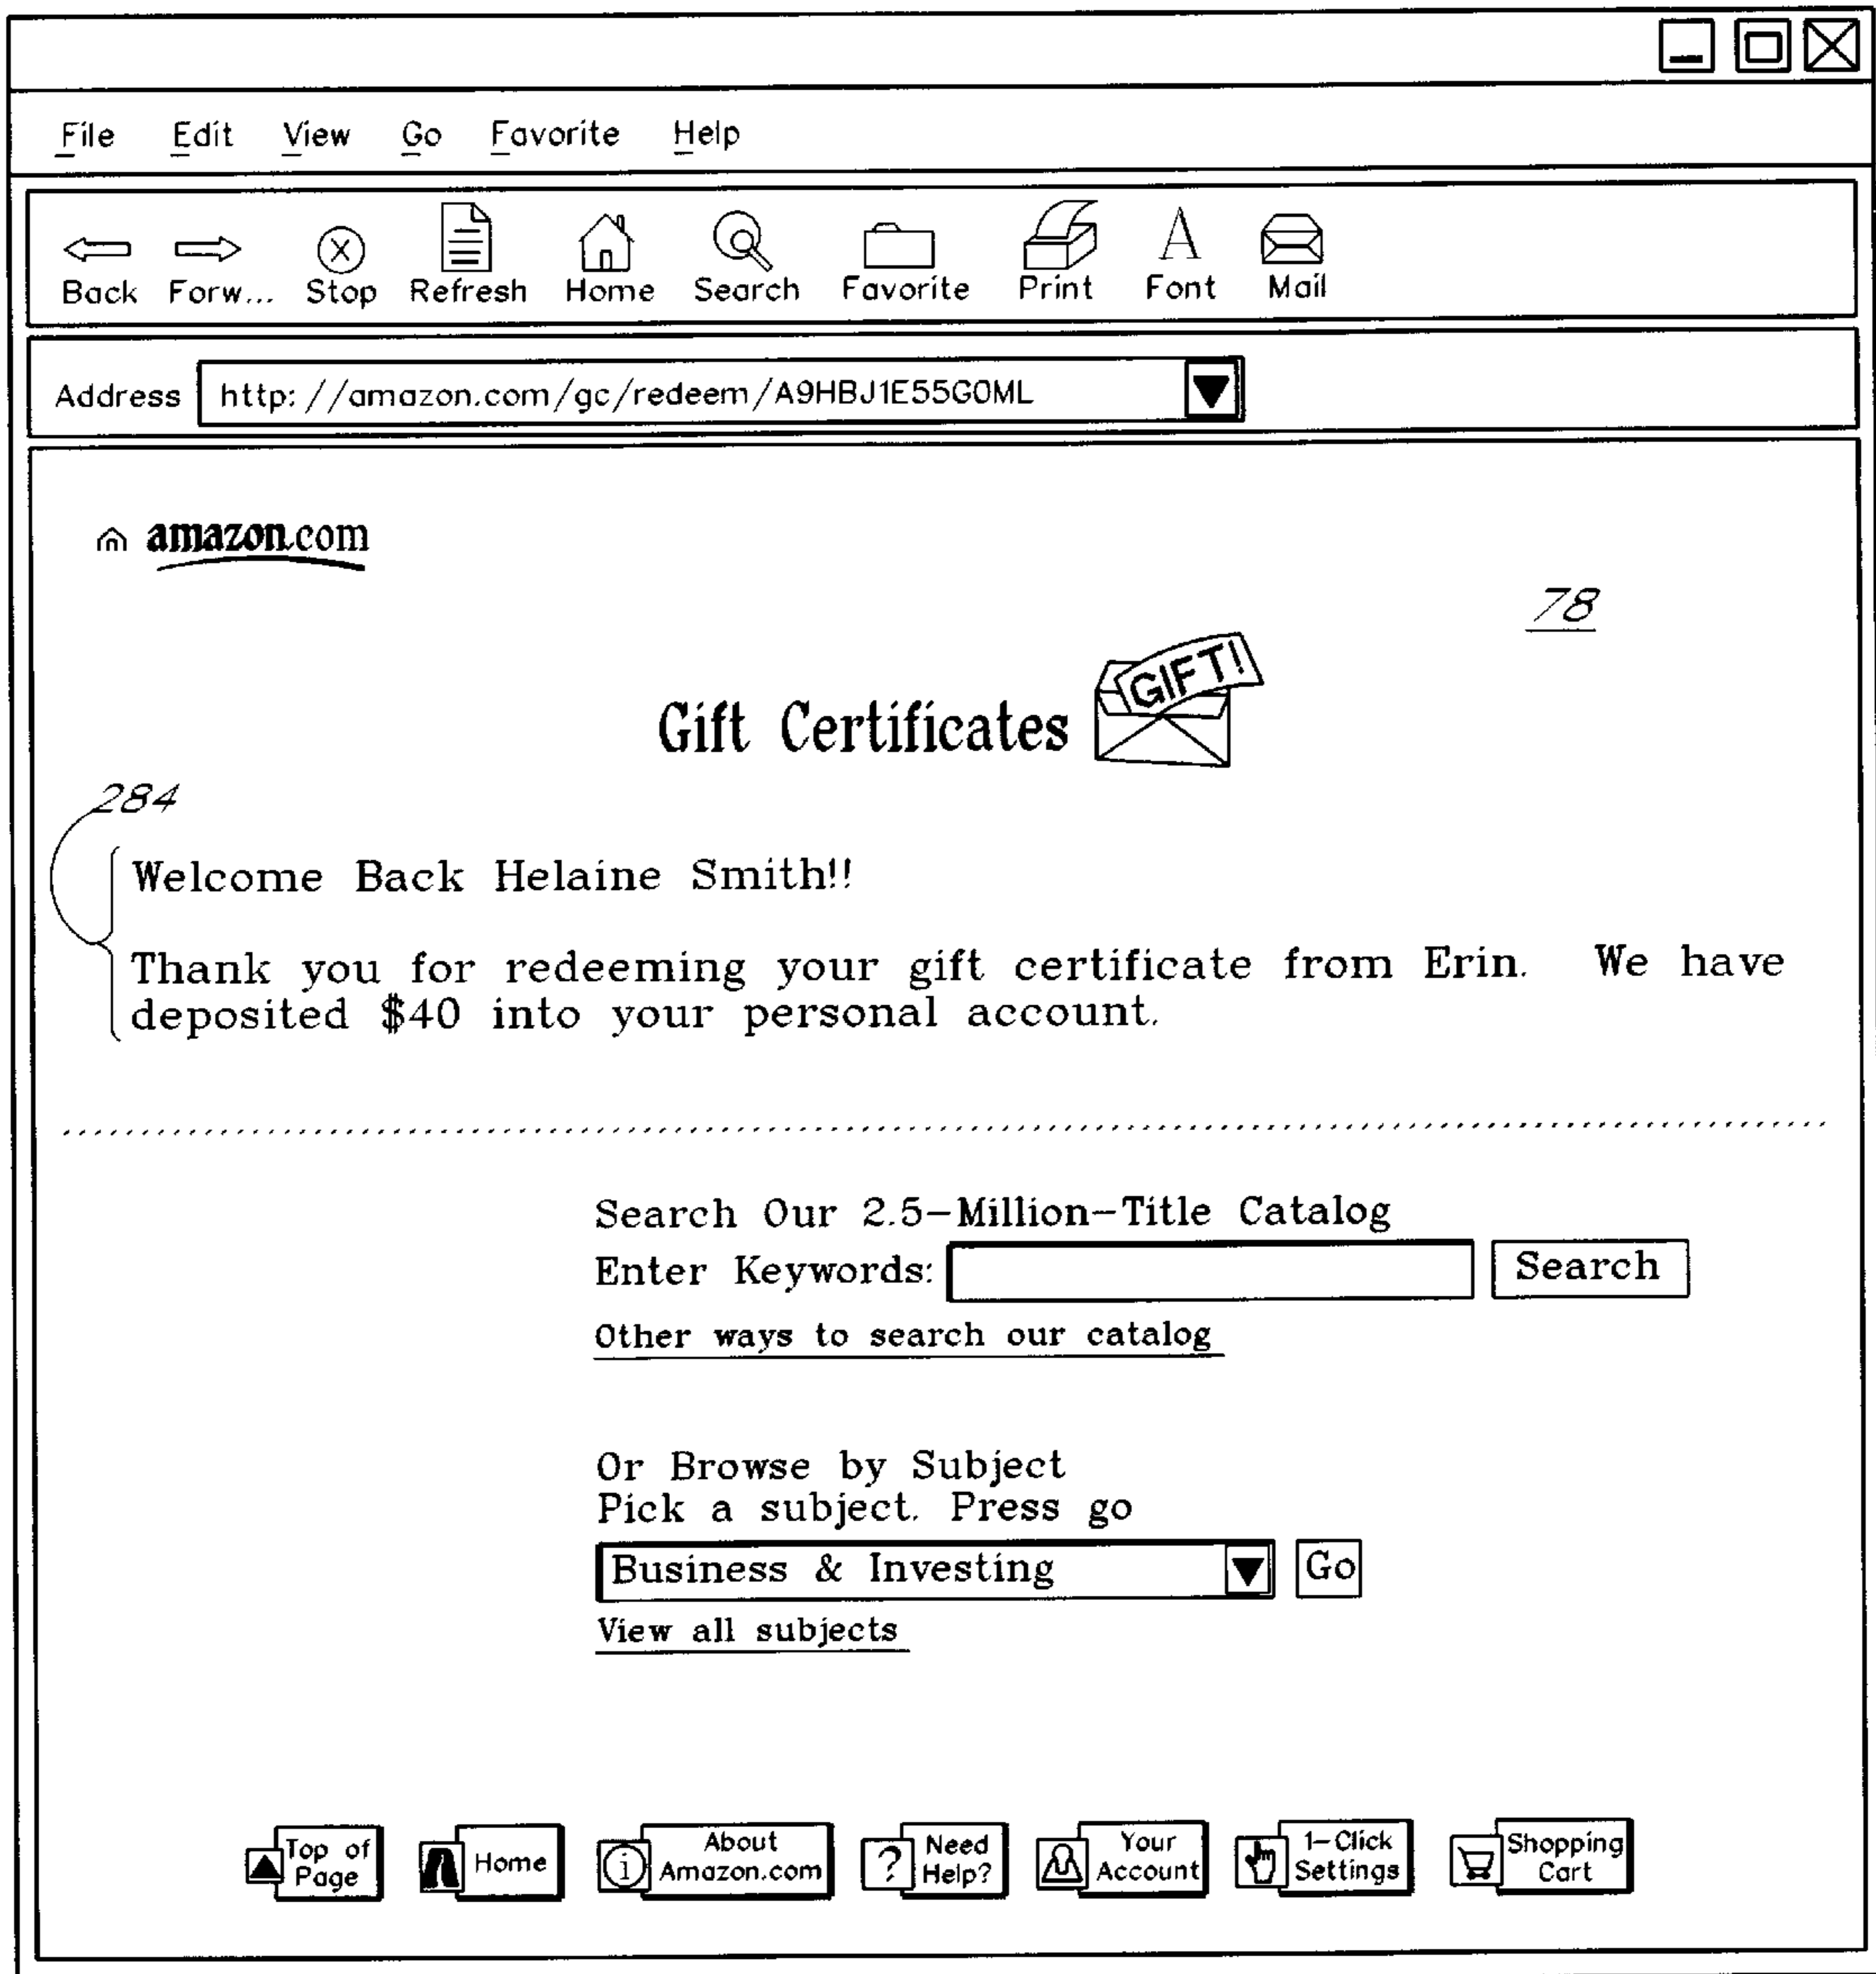 File Edit View Go Favorite Help
Back Forw... Stop Refresh Home Search Favorite Print Font Mail
Address http://amazon.com/gc/redeem/A9HBJ1E55G0ML
amazon.com
78
Gift Certificates GIFT!
284
Welcome Back Helaine Smith!!
Thank you for redeeming your gift certificate from Erin. We have
deposited $40 into your personal account.
Search Our 2.5-Million-Title Catalog
Enter Keywords: Search
Other ways to search our catalog
Or Browse by Subject
Pick a subject. Press go
Business & Investing Go
View all subjects
Top of Page Home About Amazon.com Need Help? Your Account 1-Click Settings Shopping Cart